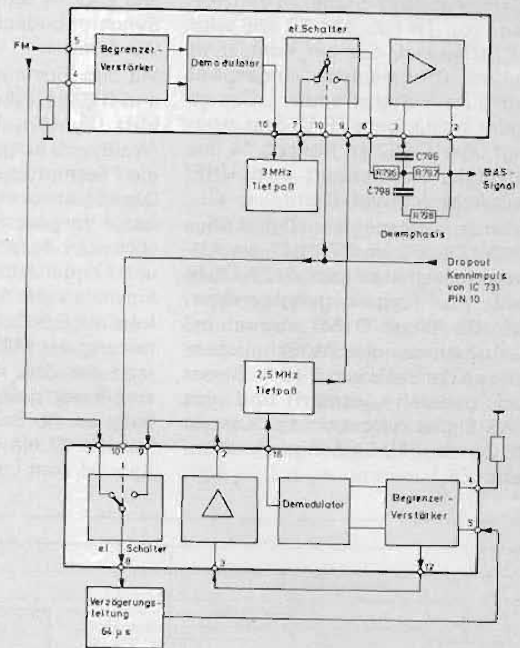 FM
5
4
Begrenzer-
Verstärker
Demodulator
el. Schalter
16
7
10
9
8
3
2
3 MHz
Tiefpaß
C796
R796
R797
C798
R798
Deemphasis
BAS-
Signal
Dropout
Kennimpuls
von IC 731
PIN 10
2,5 MHz
Tiefpaß
7
10
9
2
16
4
5
el. Schalter
Demodulator
Begrenzer-
Verstärker
8
3
12
Verzögerungs-
leitung
64 µs